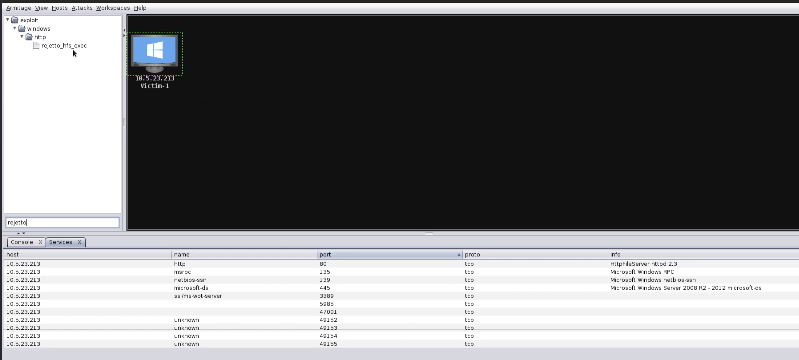 Armitage View Hosts Attacks Workspaces Help
exploit
windows
http
rejetto_hfs_exec
10.5.23.213
Victim-1
rejetto
Console X Services X
host name port proto info
10.5.23.213 http 80 tcp HttpFileServer httpd 2.3
10.5.23.213 msrpc 135 tcp Microsoft Windows RPC
10.5.23.213 netbios-ssn 139 tcp Microsoft Windows netbios-ssn
10.5.23.213 microsoft-ds 445 tcp Microsoft Windows Server 2008 R2 - 2012 microsoft-ds
10.5.23.213 ssl/ms-wbt-server 3389 tcp
10.5.23.213 5985 tcp
10.5.23.213 47001 tcp
10.5.23.213 unknown 49152 tcp
10.5.23.213 unknown 49153 tcp
10.5.23.213 unknown 49154 tcp
10.5.23.213 unknown 49155 tcp